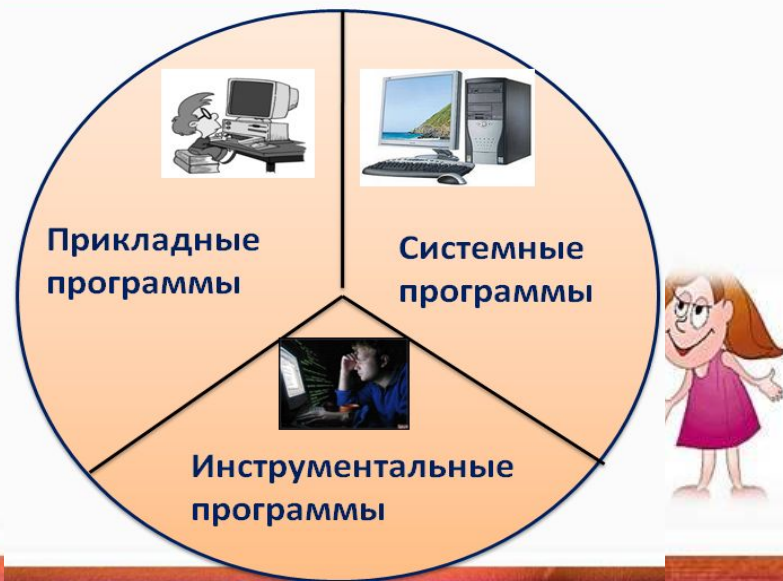 Прикладные
программы
Системные
программы
Инструментальные
программы